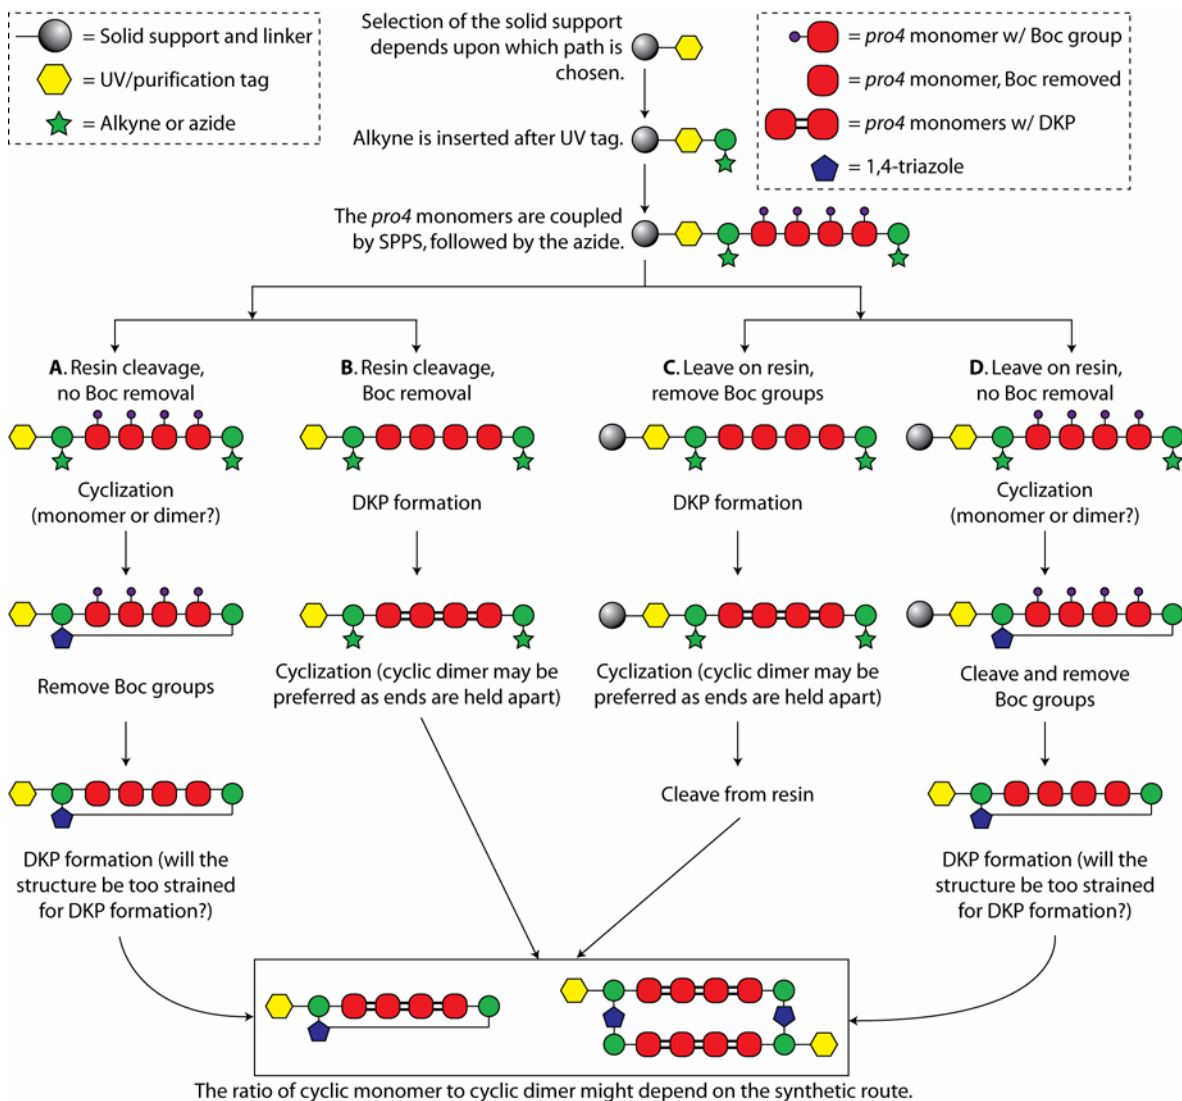 = Solid support and linker
= UV/purification tag
= Alkyne or azide
Selection of the solid support
depends upon which path is
chosen.
= pro4 monomer w/ Boc group
= pro4 monomer, Boc removed
= pro4 monomers w/ DKP
= 1,4-triazole
Alkyne is inserted after UV tag.
The pro4 monomers are coupled
by SPPS, followed by the azide.
A. Resin cleavage,
no Boc removal
B. Resin cleavage,
Boc removal
C. Leave on resin,
remove Boc groups
D. Leave on resin,
no Boc removal
Cyclization
(monomer or dimer?)
DKP formation
DKP formation
Cyclization
(monomer or dimer?)
Remove Boc groups
Cyclization (cyclic dimer may be
preferred as ends are held apart)
Cyclization (cyclic dimer may be
preferred as ends are held apart)
Cleave and remove
Boc groups
Cleave from resin
DKP formation (will the
structure be too strained
for DKP formation?)
DKP formation (will the
structure be too strained
for DKP formation?)
The ratio of cyclic monomer to cyclic dimer might depend on the synthetic route.